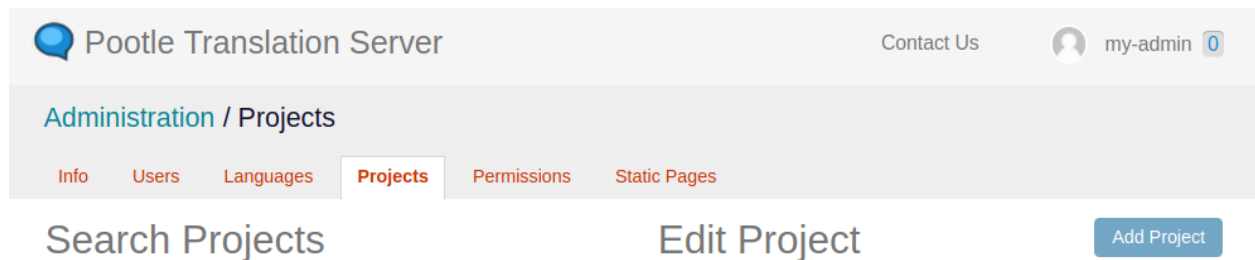 Pootle Translation Server Contact Us my-admin 0
Administration / Projects
Info Users Languages Projects Permissions Static Pages
Search Projects Edit Project Add Project